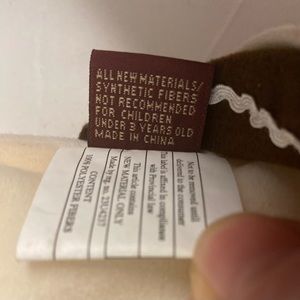 ALL NEW MATERIALS/
SYNTHETIC FIBERS
NOT RECOMMENDED
FOR CHILDREN
UNDER 3 YEARS OLD
MADE IN CHINA
Not to be removed until
delivered to the consumer
This label is affixed in compliance
with Provincial law
This article contains
NEW MATERIAL ONLY
Made by
CONTENT
100% POLYESTER FIBERS